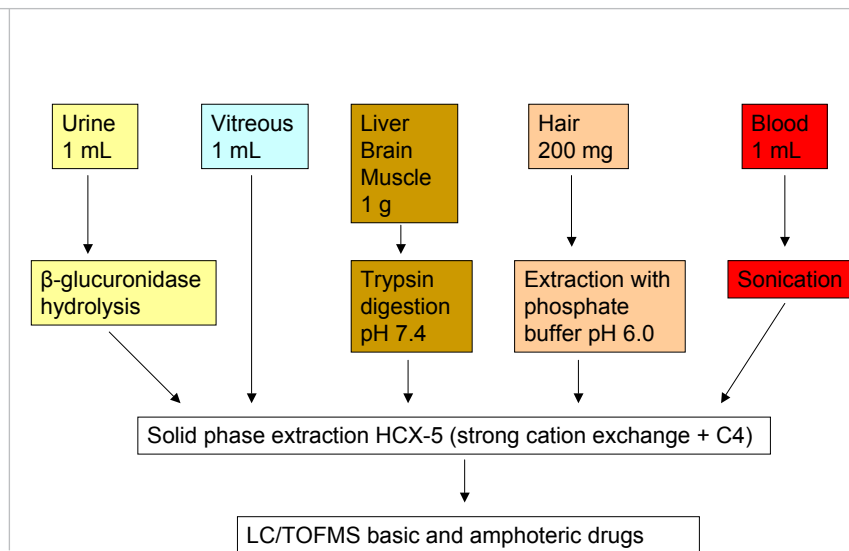 Urine
1 mL
Vitreous
1 mL
Liver
Brain
Muscle
1 g
Hair
200 mg
Blood
1 mL
β-glucuronidase
hydrolysis
Trypsin
digestion
pH 7.4
Extraction with
phosphate
buffer pH 6.0
Sonication
Solid phase extraction HCX-5 (strong cation exchange + C4)
LC/TOFMS basic and amphoteric drugs